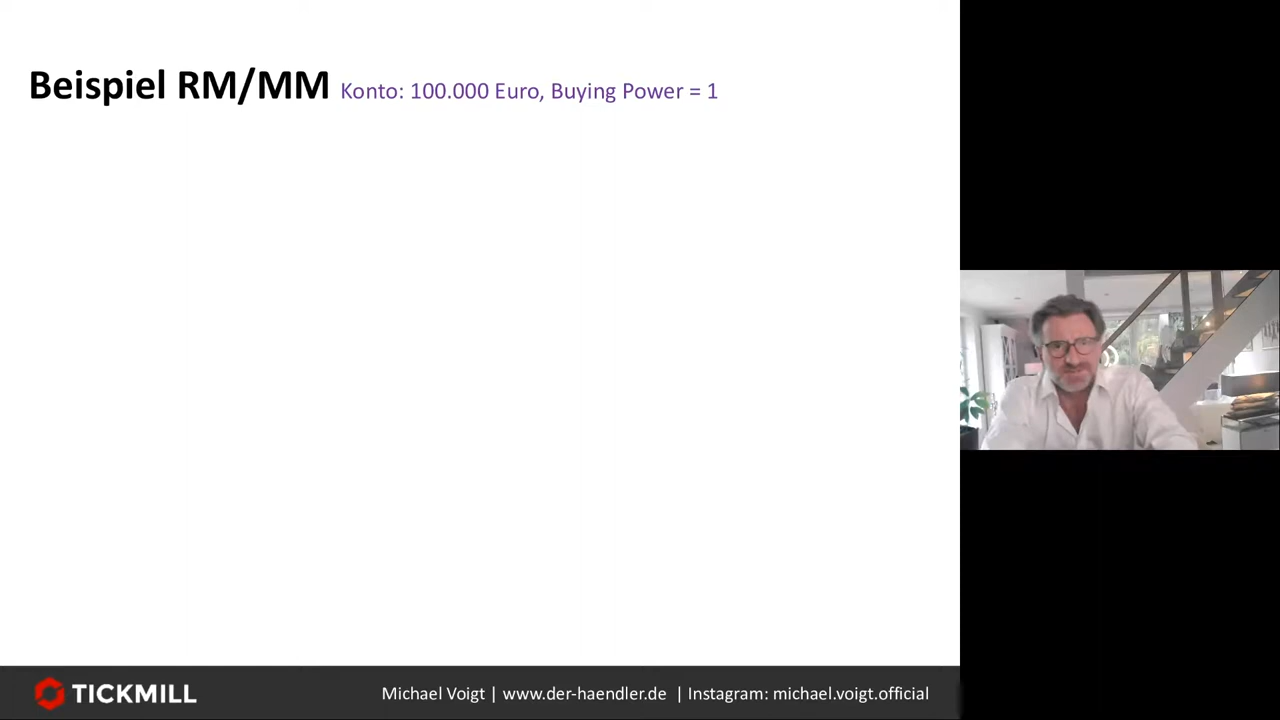 Beispiel RM/MM Konto: 100.000 Euro, Buying Power = 1
TICKMILL
Michael Voigt | www.der-haendler.de | Instagram: michael.voigt.official